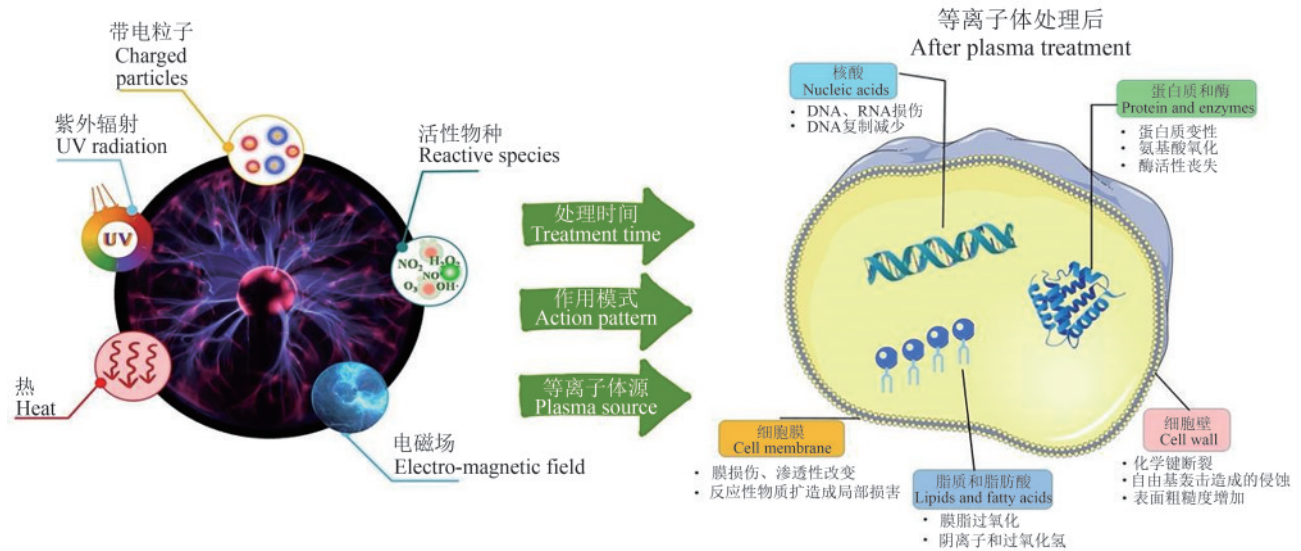 带电粒子
Charged
particles
紫外辐射
UV radiation
UV
活性物种
Reactive species
NO₂
H₂O₂
NO
O₃
OH·
热
Heat
电磁场
Electro-magnetic field
处理时间
Treatment time
作用模式
Action pattern
等离子体源
Plasma source
等离子体处理后
After plasma treatment
核酸
Nucleic acids
• DNA、RNA损伤
• DNA复制减少
蛋白质和酶
Protein and enzymes
• 蛋白质变性
• 氨基酸氧化
• 酶活性丧失
细胞膜
Cell membrane
• 膜损伤、渗透性改变
• 反应性物质扩造成局部损害
脂质和脂肪酸
Lipids and fatty acids
• 膜脂过氧化
• 阴离子和过氧化氢
细胞壁
Cell wall
• 化学键断裂
• 自由基轰击造成的侵蚀
• 表面粗糙度增加